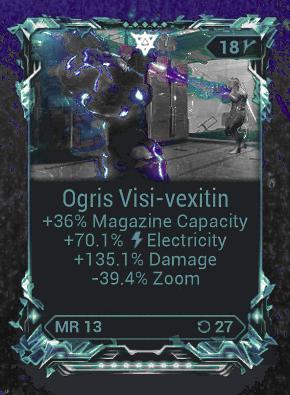 18
Ogris Visi-vexitin
+36% Magazine Capacity
+70.1% Electricity
+135.1% Damage
-39.4% Zoom
MR 13
27